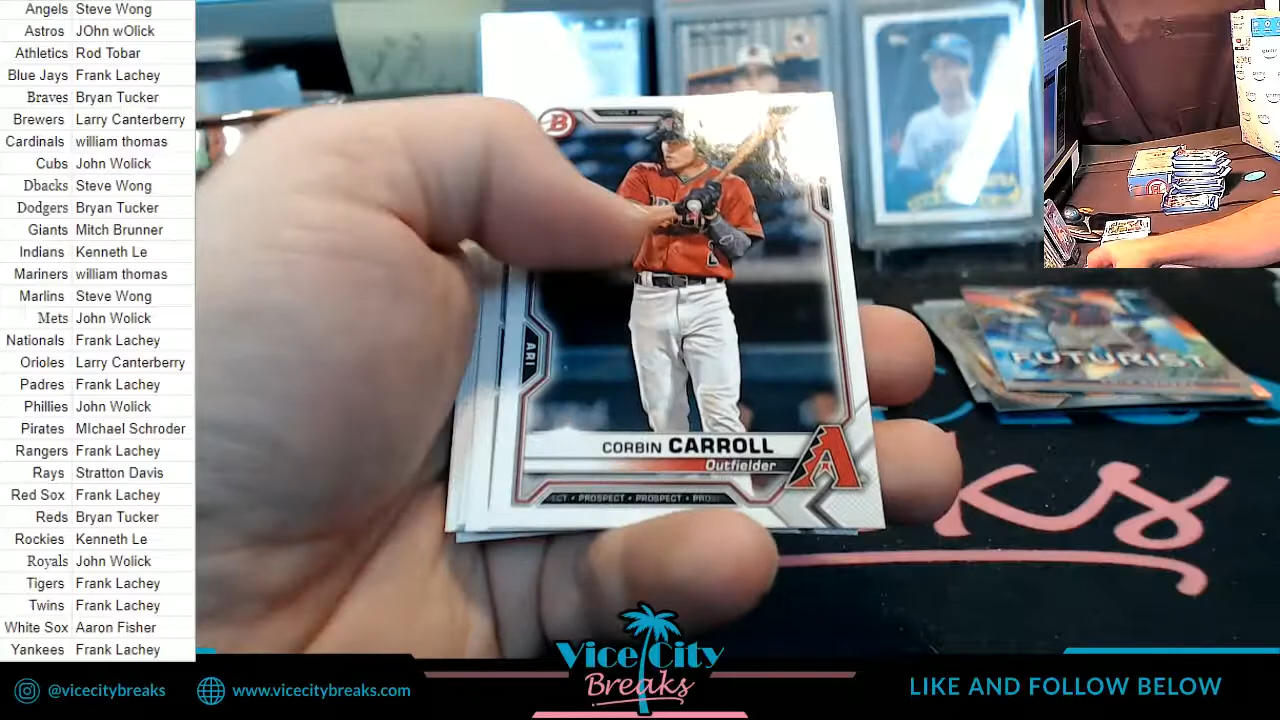 Angels Steve Wong
Astros JOhn wOlick
Athletics Rod Tobar
Blue Jays Frank Lachey
Braves Bryan Tucker
Brewers Larry Canterberry
Cardinals william thomas
Cubs John Wolick
Dbacks Steve Wong
Dodgers Bryan Tucker
Giants Mitch Brunner
Indians Kenneth Le
Mariners william thomas
Marlins Steve Wong
Mets John Wolick
Nationals Frank Lachey
Orioles Larry Canterberry
Padres Frank Lachey
Phillies John Wolick
Pirates MIchael Schroder
Rangers Frank Lachey
Rays Stratton Davis
Red Sox Frank Lachey
Reds Bryan Tucker
Rockies Kenneth Le
Royals John Wolick
Tigers Frank Lachey
Twins Frank Lachey
White Sox Aaron Fisher
Yankees Frank Lachey
B
ARI
CORBIN CARROLL
Outfielder
A
ECT • PROSPECT • PROSPECT • PRO
FUTURIST
ks
Vice City
Breaks
@vicecitybreaks
www.vicecitybreaks.com
LIKE AND FOLLOW BELOW